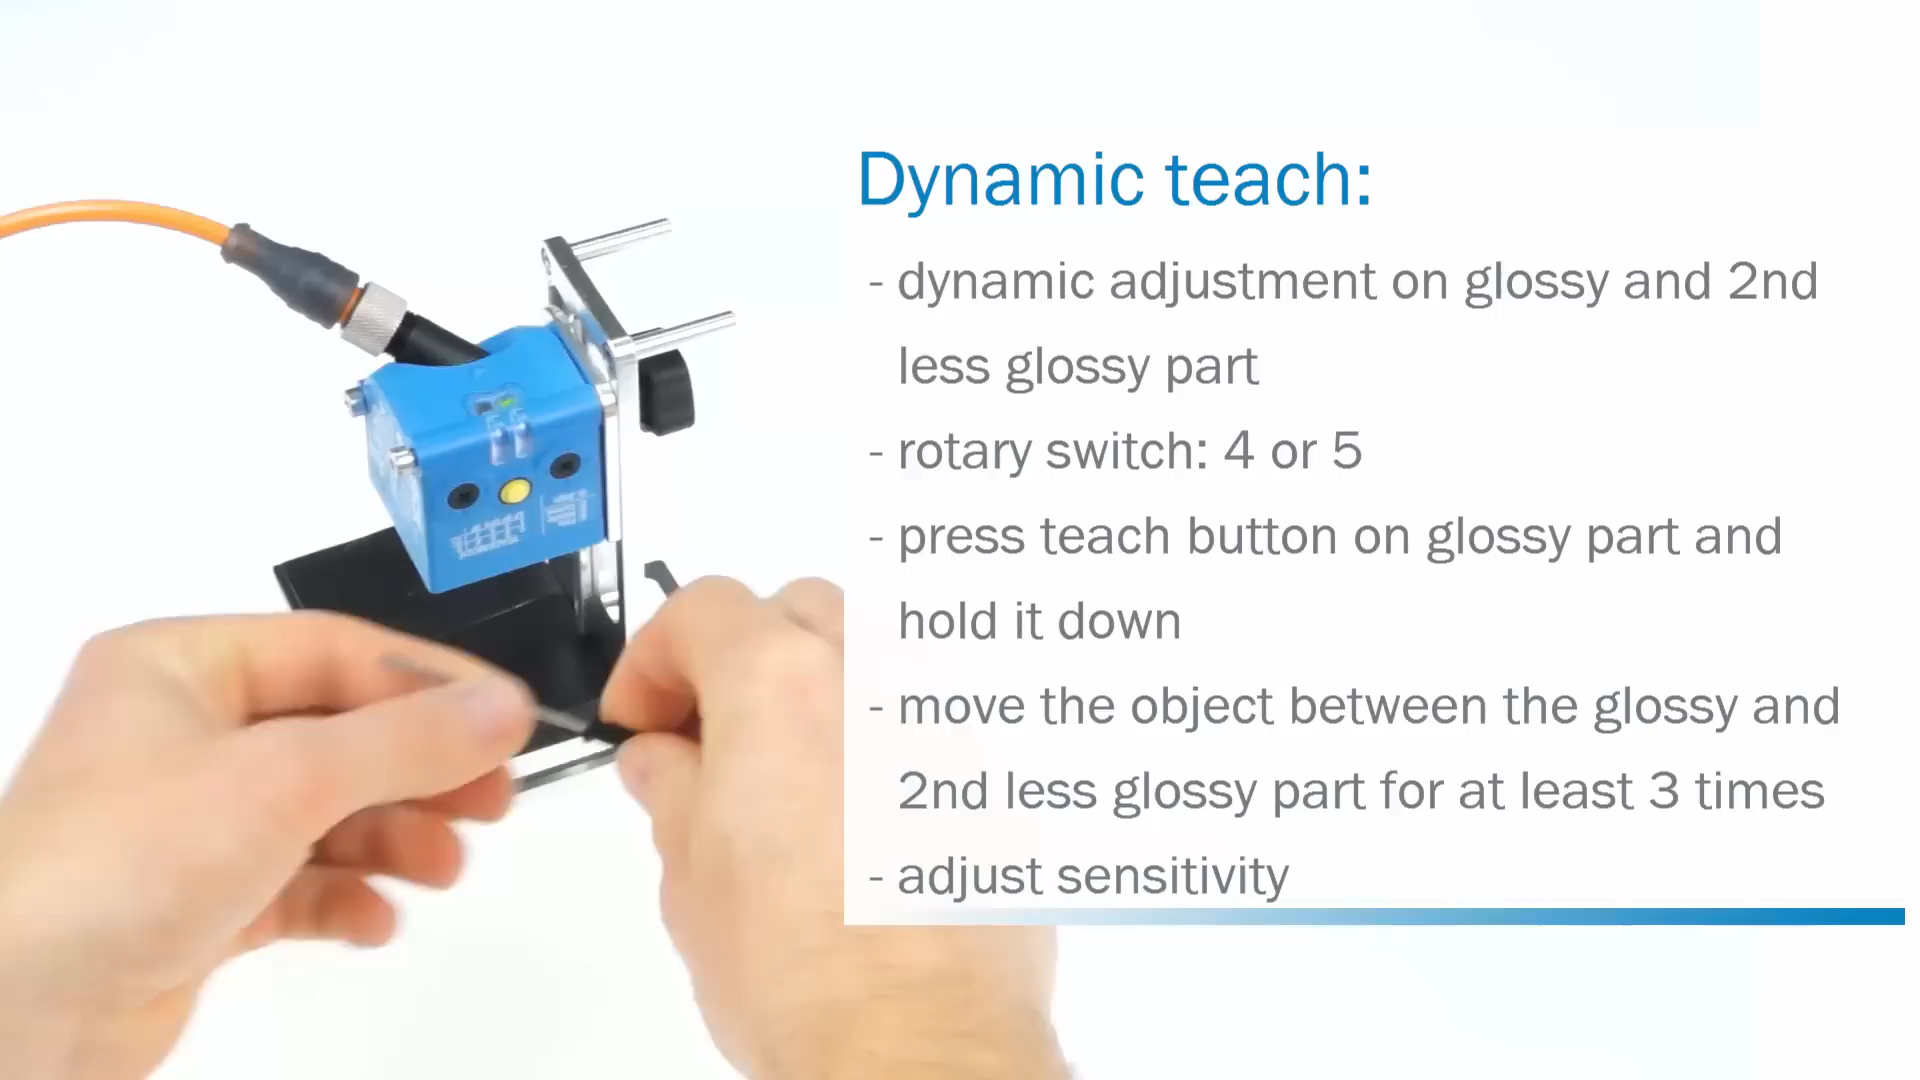 Dynamic teach:
- dynamic adjustment on glossy and 2nd
less glossy part
- rotary switch: 4 or 5
- press teach button on glossy part and
hold it down
- move the object between the glossy and
2nd less glossy part for at least 3 times
- adjust sensitivity